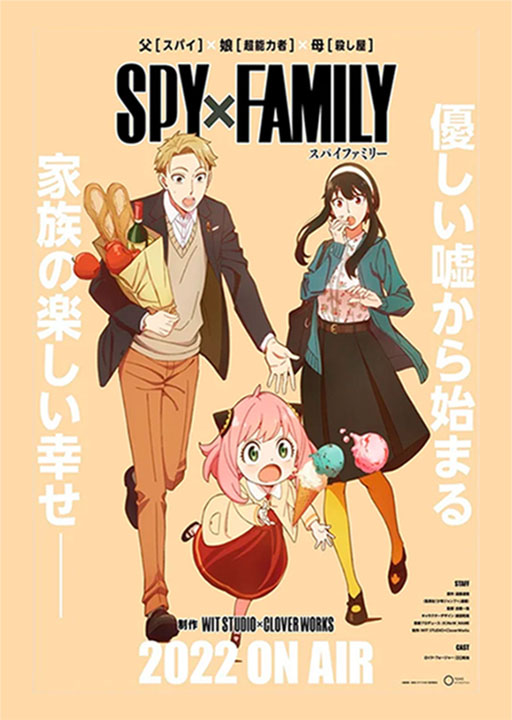 父[スパイ]×娘[超能力者]×母[殺し屋]
SPY×FAMILY
スパイファミリー
優しい嘘から始まる
家族の楽しい幸せ──
制作 WIT STUDIO×CLOVERWORKS
2022 ON AIR
STAFF
CAST